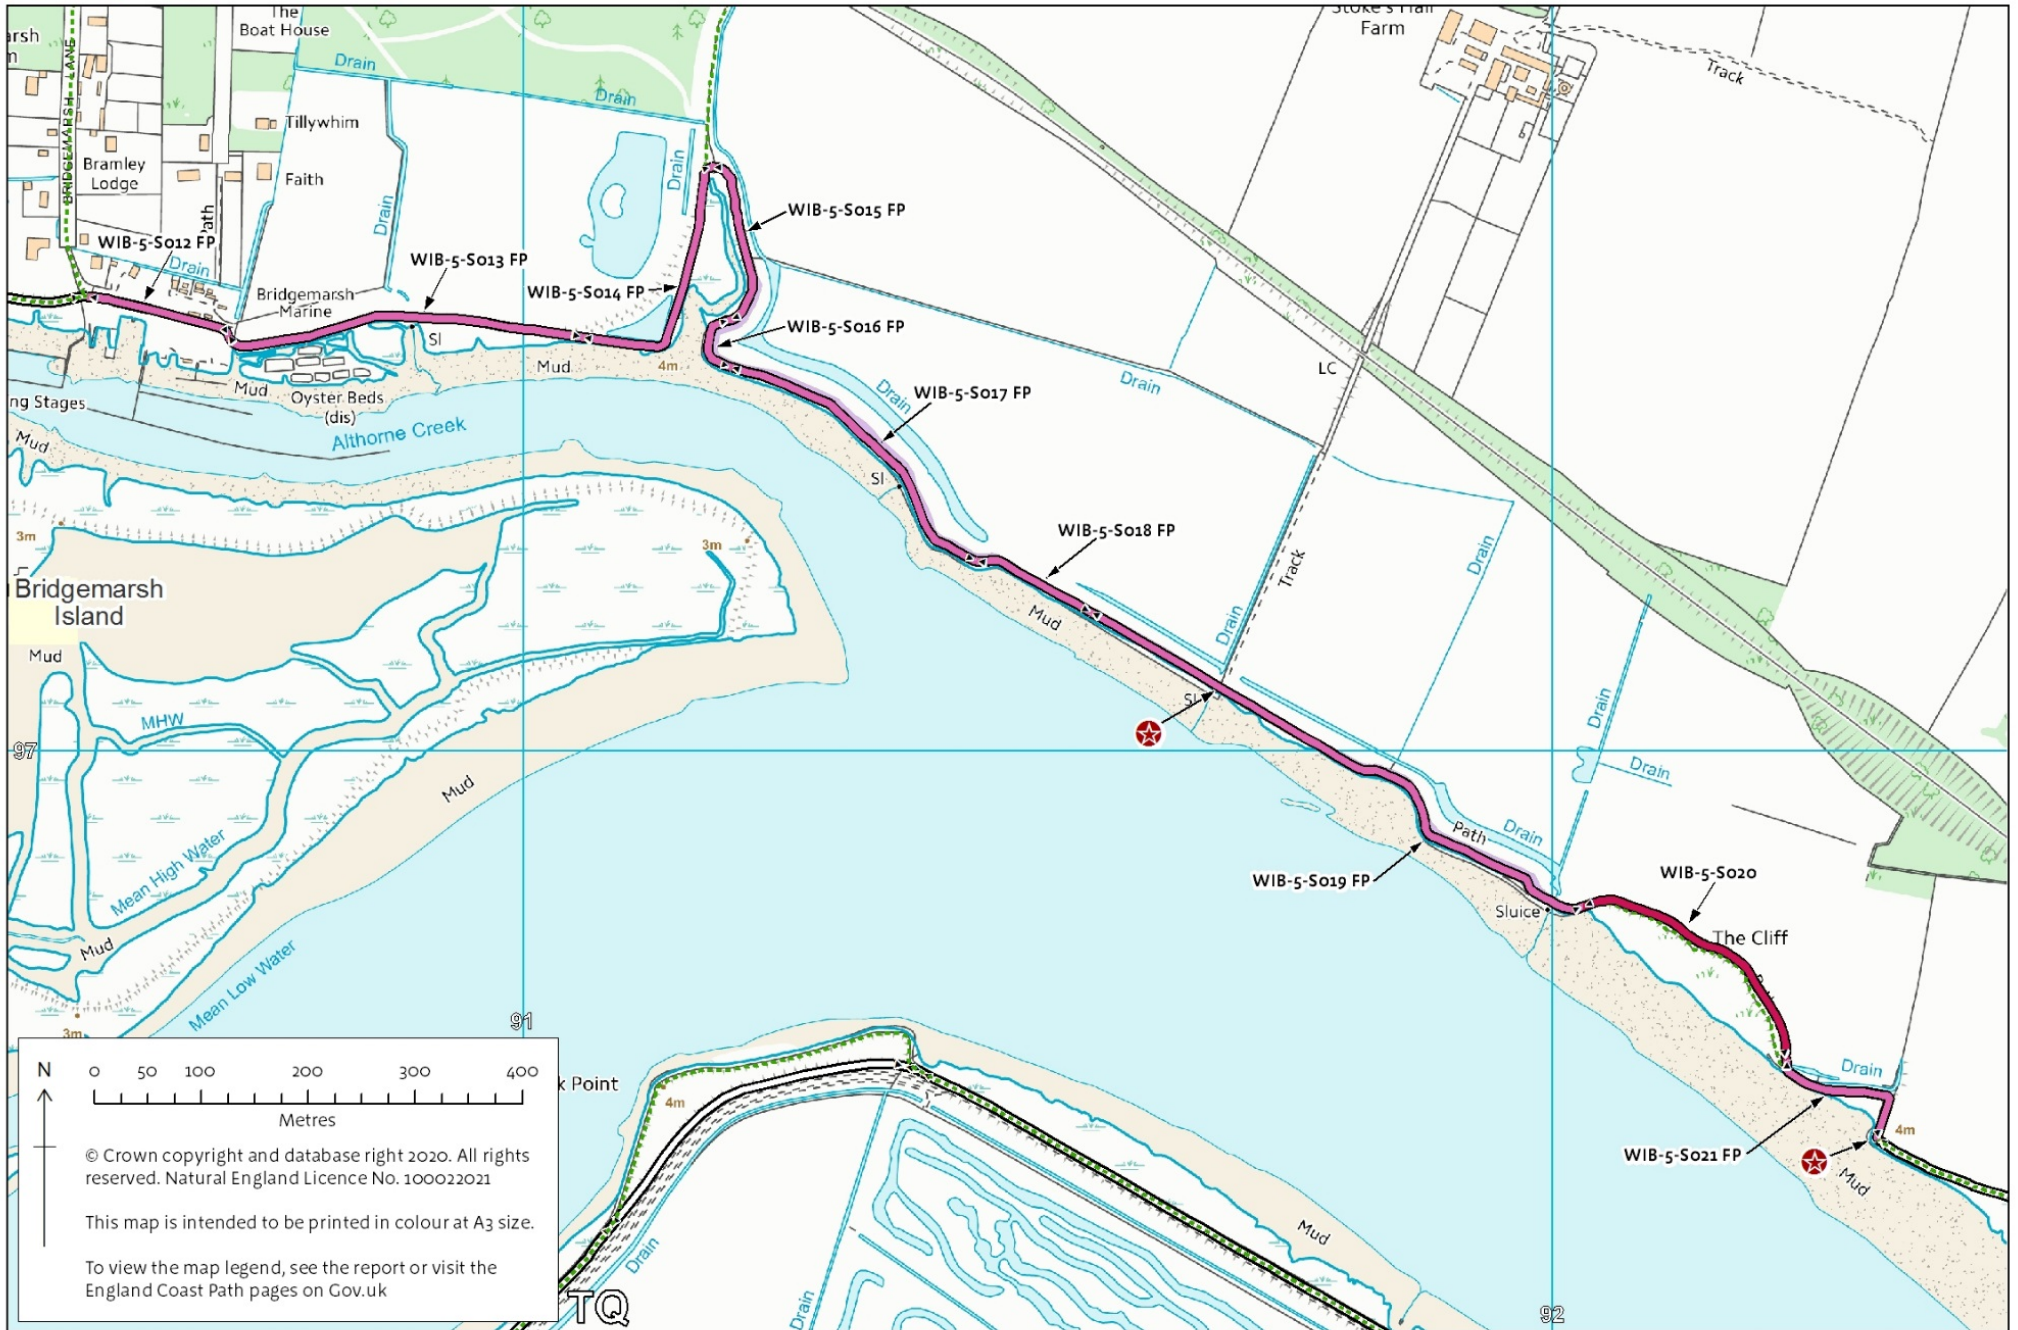 The
Boat House
Farm
Track
Drain
Drain
BRIDGEMARSH LANE
Tillywhim
Bramley
Lodge
Faith
Drain
Drain
Path
WIB-5-S015 FP
WIB-5-S012 FP
Drain
WIB-5-S013 FP
WIB-5-S014 FP
Bridgemarsh
Marine
WIB-5-S016 FP
Sl
Mud
4m
LC
Mud
Oyster Beds
(dis)
Drain
Drain
WIB-5-S017 FP
ng Stages
Althorne Creek
Mud
Sl
3m
3m
WIB-5-S018 FP
Drain
Track
Bridgemarsh
Island
Mud
Drain
Mud
Sl
MHW
97
Drain
Drain
Mud
Path
Drain
Mean High Water
WIB-5-S019 FP
WIB-5-S020
Sluice
The Cliff
Mud
Mean Low Water
91
3m
Drain
k Point
4m
4m
WIB-5-S021 FP
Mud
Mud
Drain
Drain
TQ
92
N
0 50 100 200 300 400
Metres
© Crown copyright and database right 2020. All rights
reserved. Natural England Licence No. 100022021
This map is intended to be printed in colour at A3 size.
To view the map legend, see the report or visit the
England Coast Path pages on Gov.uk